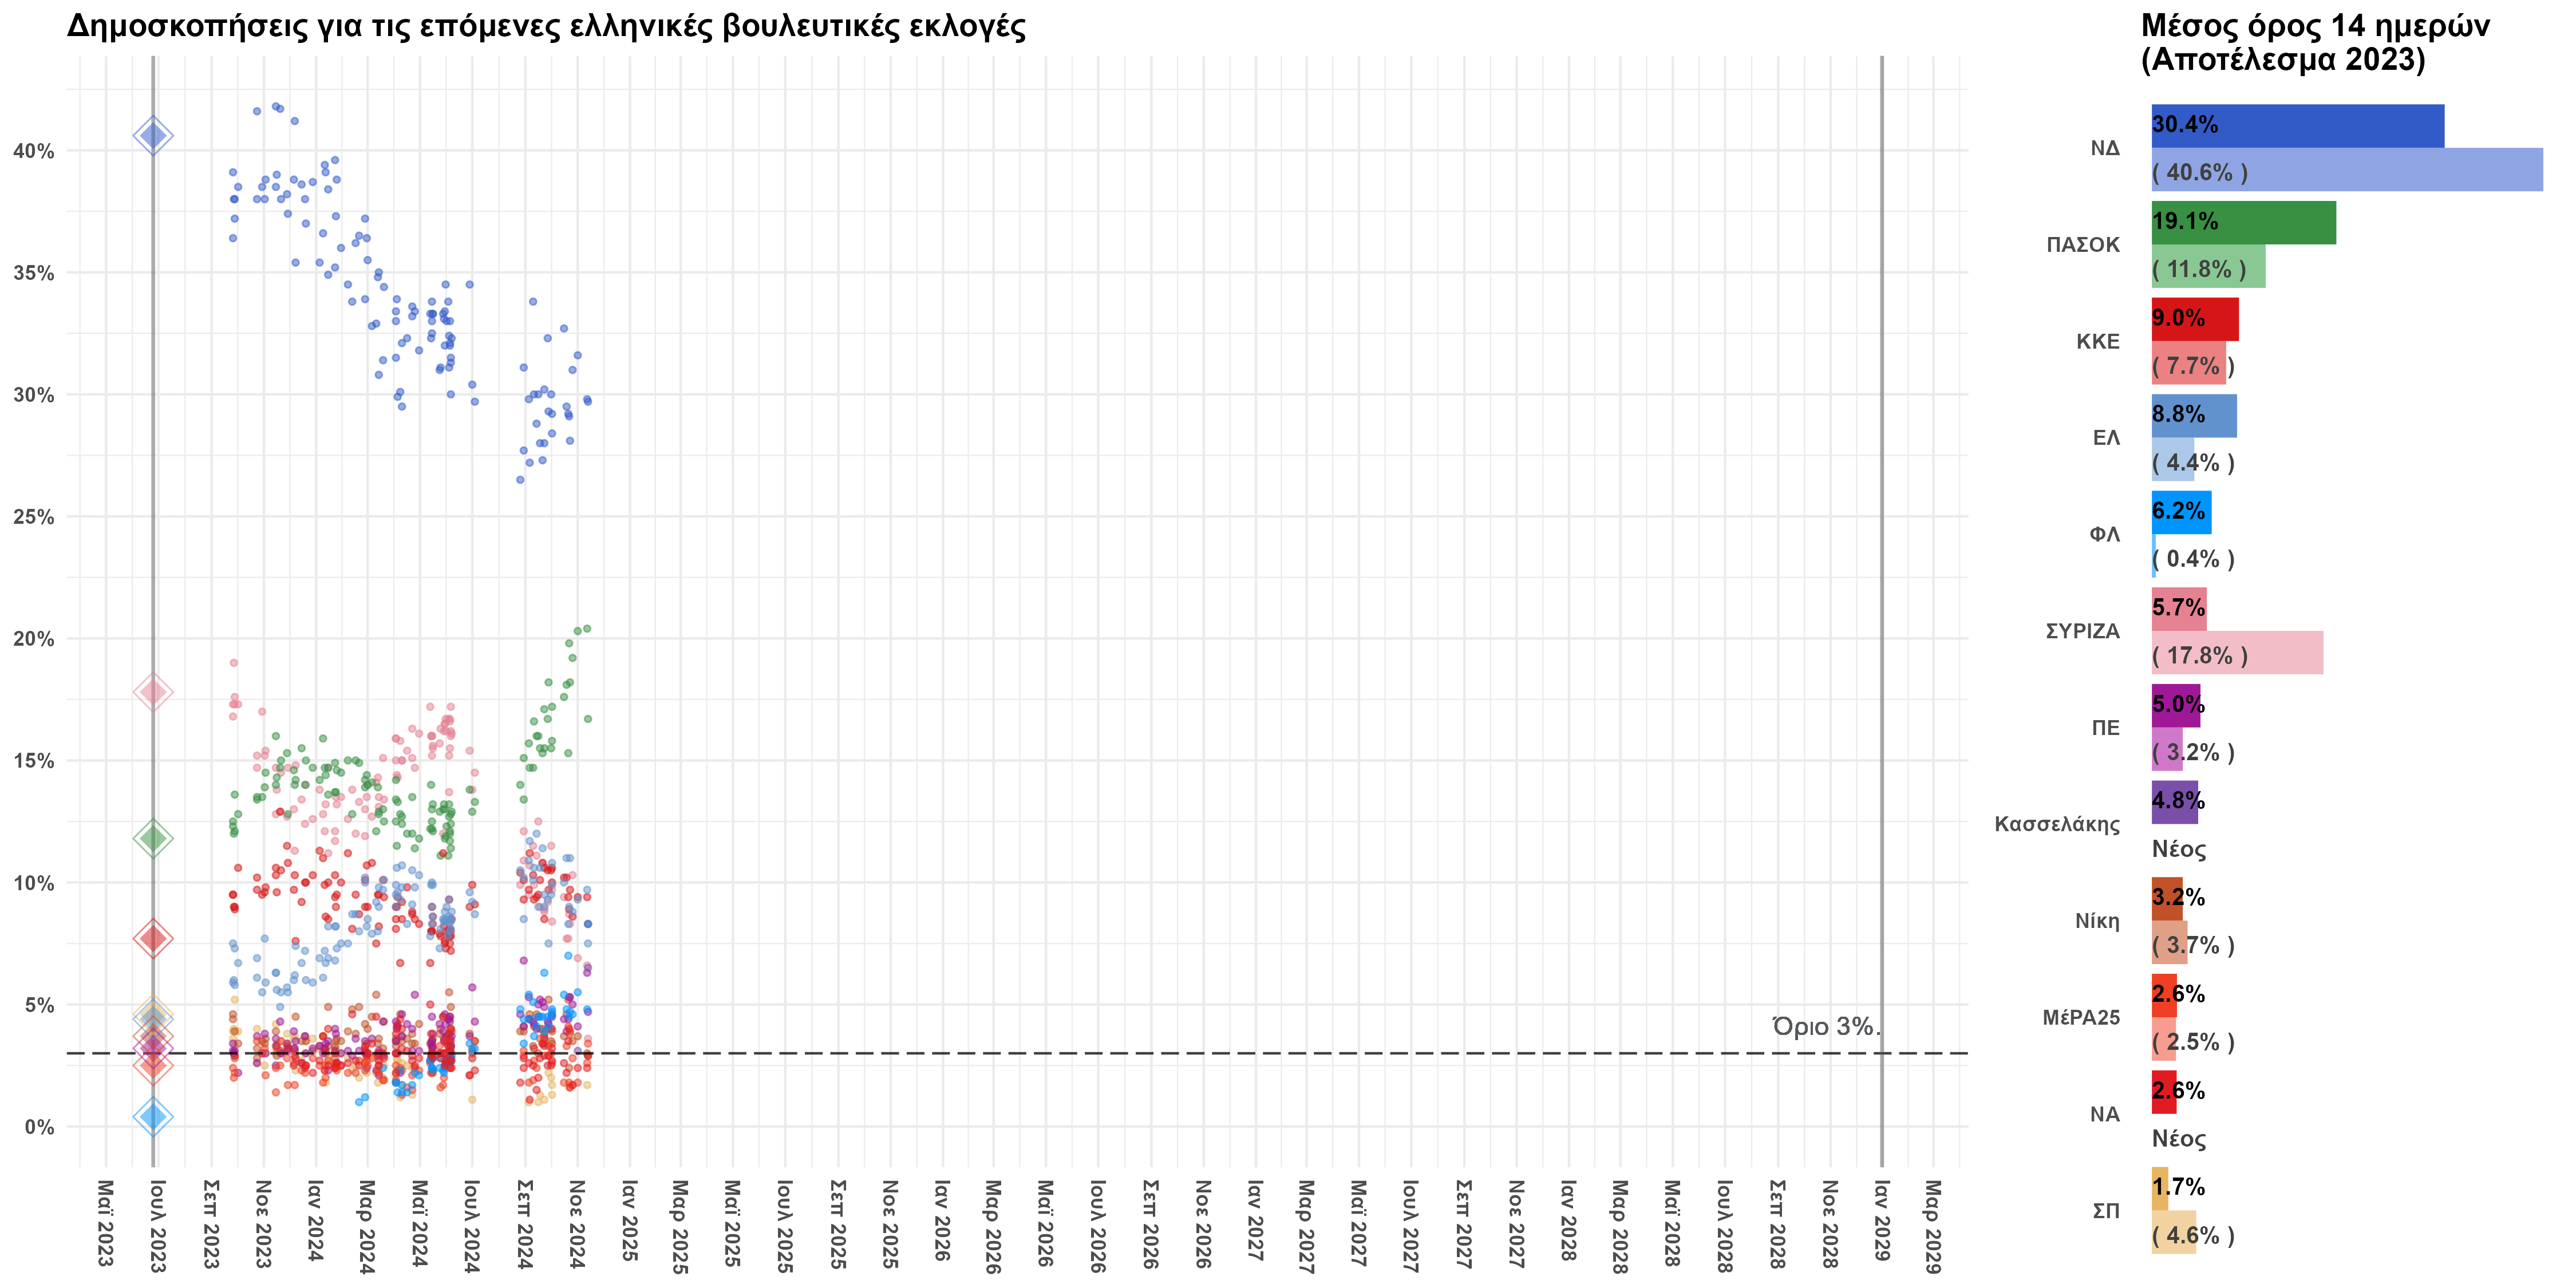 Δημοσκοπήσεις για τις επόμενες ελληνικές βουλευτικές εκλογές
40%
35%
30%
25%
20%
15%
10%
5%
0%
Όριο 3%.
Μαϊ 2023
Ιουλ 2023
Σεπ 2023
Νοε 2023
Ιαν 2024
Μαρ 2024
Μαϊ 2024
Ιουλ 2024
Σεπ 2024
Νοε 2024
Ιαν 2025
Μαρ 2025
Μαϊ 2025
Ιουλ 2025
Σεπ 2025
Νοε 2025
Ιαν 2026
Μαρ 2026
Μαϊ 2026
Ιουλ 2026
Σεπ 2026
Νοε 2026
Ιαν 2027
Μαρ 2027
Μαϊ 2027
Ιουλ 2027
Σεπ 2027
Νοε 2027
Ιαν 2028
Μαρ 2028
Μαϊ 2028
Ιουλ 2028
Σεπ 2028
Νοε 2028
Ιαν 2029
Μαρ 2029
Μέσος όρος 14 ημερών
(Αποτέλεσμα 2023)
ΝΔ
30.4%
( 40.6% )
ΠΑΣΟΚ
19.1%
( 11.8% )
ΚΚΕ
9.0%
( 7.7% )
ΕΛ
8.8%
( 4.4% )
ΦΛ
6.2%
( 0.4% )
ΣΥΡΙΖΑ
5.7%
( 17.8% )
ΠΕ
5.0%
( 3.2% )
Κασσελάκης
4.8%
Νέος
Νίκη
3.2%
( 3.7% )
ΜέΡΑ25
2.6%
( 2.5% )
ΝΑ
2.6%
Νέος
ΣΠ
1.7%
( 4.6% )